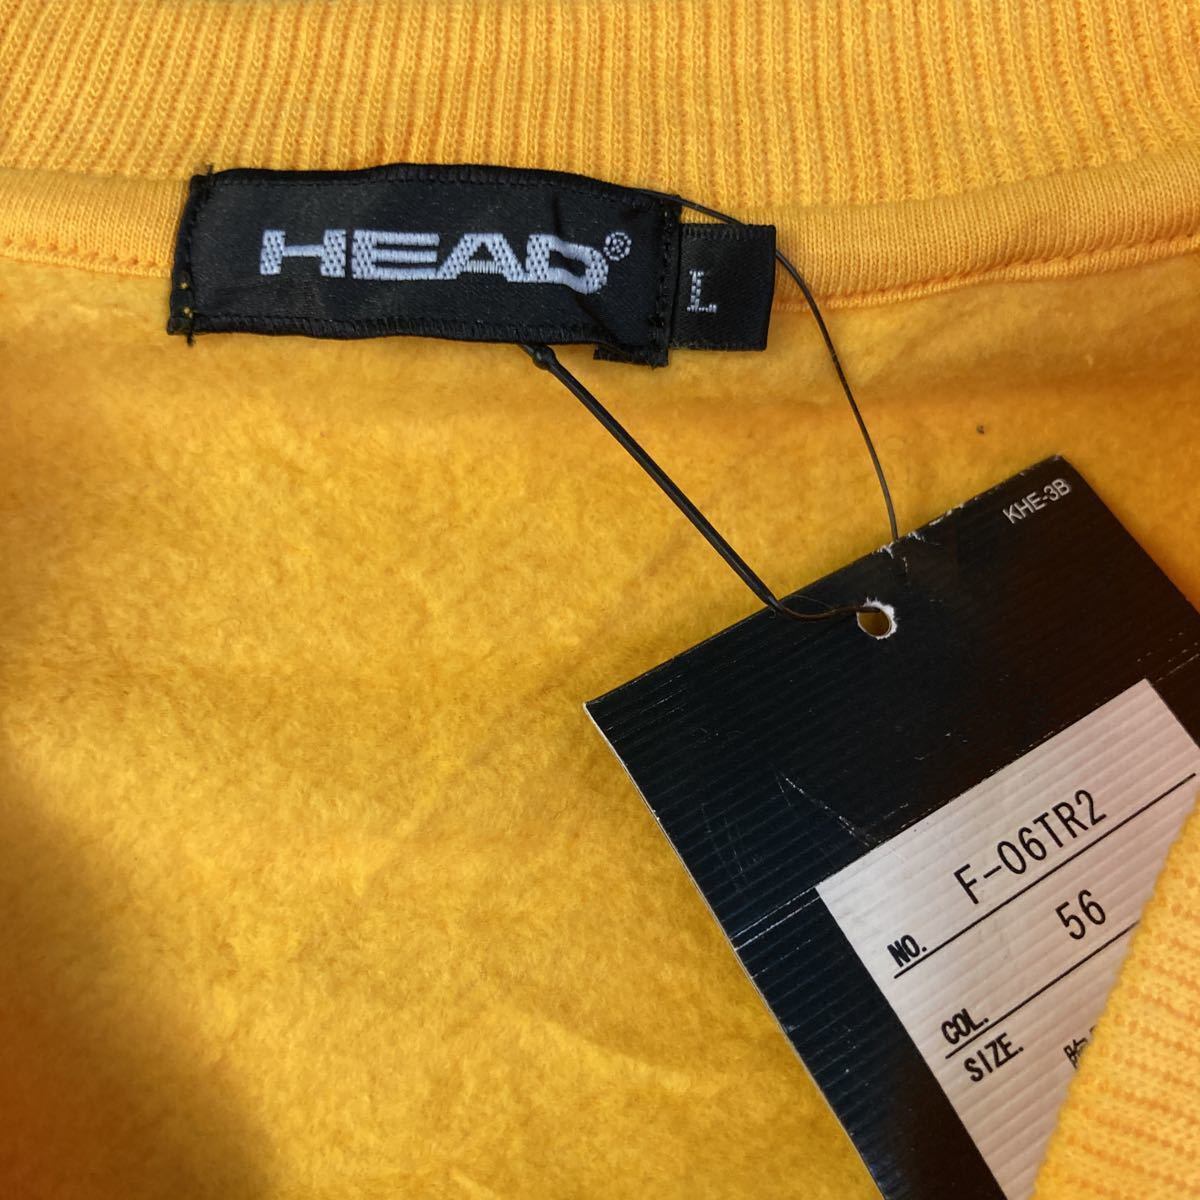 HEAD®
L
KHE-3B
NO. F-06TR2
COL. 56
SIZE.